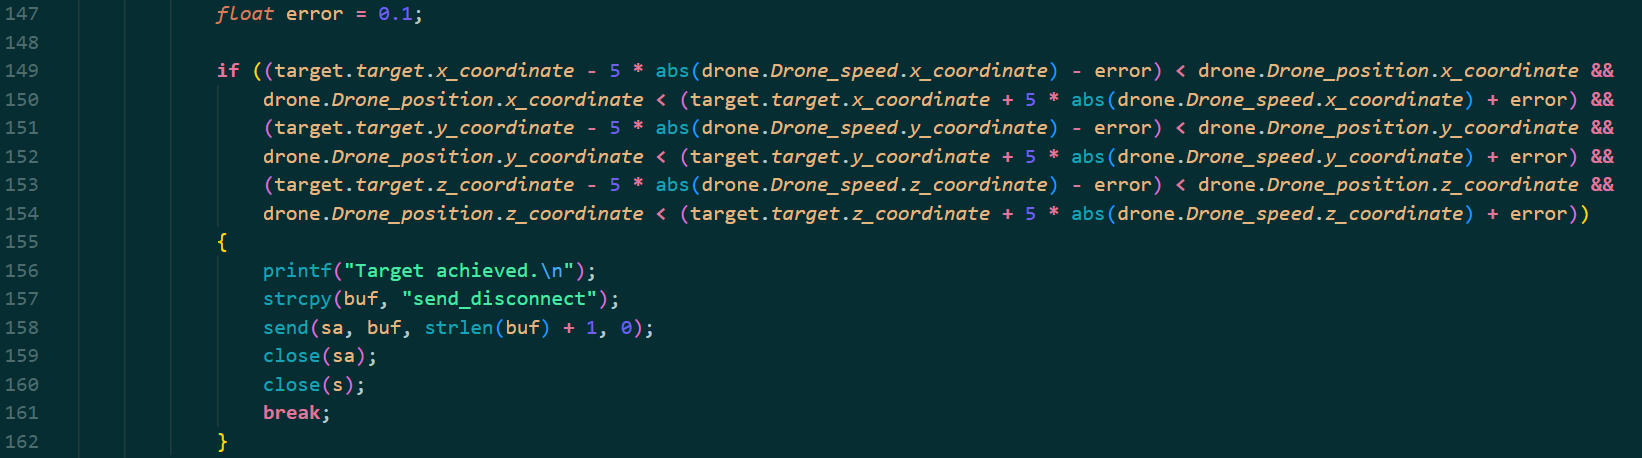 147 float error = 0.1;
148
149 if ((target.target.x_coordinate - 5 * abs(drone.Drone_speed.x_coordinate) - error) < drone.Drone_position.x_coordinate &&
150 drone.Drone_position.x_coordinate < (target.target.x_coordinate + 5 * abs(drone.Drone_speed.x_coordinate) + error) &&
151 (target.target.y_coordinate - 5 * abs(drone.Drone_speed.y_coordinate) - error) < drone.Drone_position.y_coordinate &&
152 drone.Drone_position.y_coordinate < (target.target.y_coordinate + 5 * abs(drone.Drone_speed.y_coordinate) + error) &&
153 (target.target.z_coordinate - 5 * abs(drone.Drone_speed.z_coordinate) - error) < drone.Drone_position.z_coordinate &&
154 drone.Drone_position.z_coordinate < (target.target.z_coordinate + 5 * abs(drone.Drone_speed.z_coordinate) + error))
155 {
156 printf("Target achieved.\n");
157 strcpy(buf, "send_disconnect");
158 send(sa, buf, strlen(buf) + 1, 0);
159 close(sa);
160 close(s);
161 break;
162 }